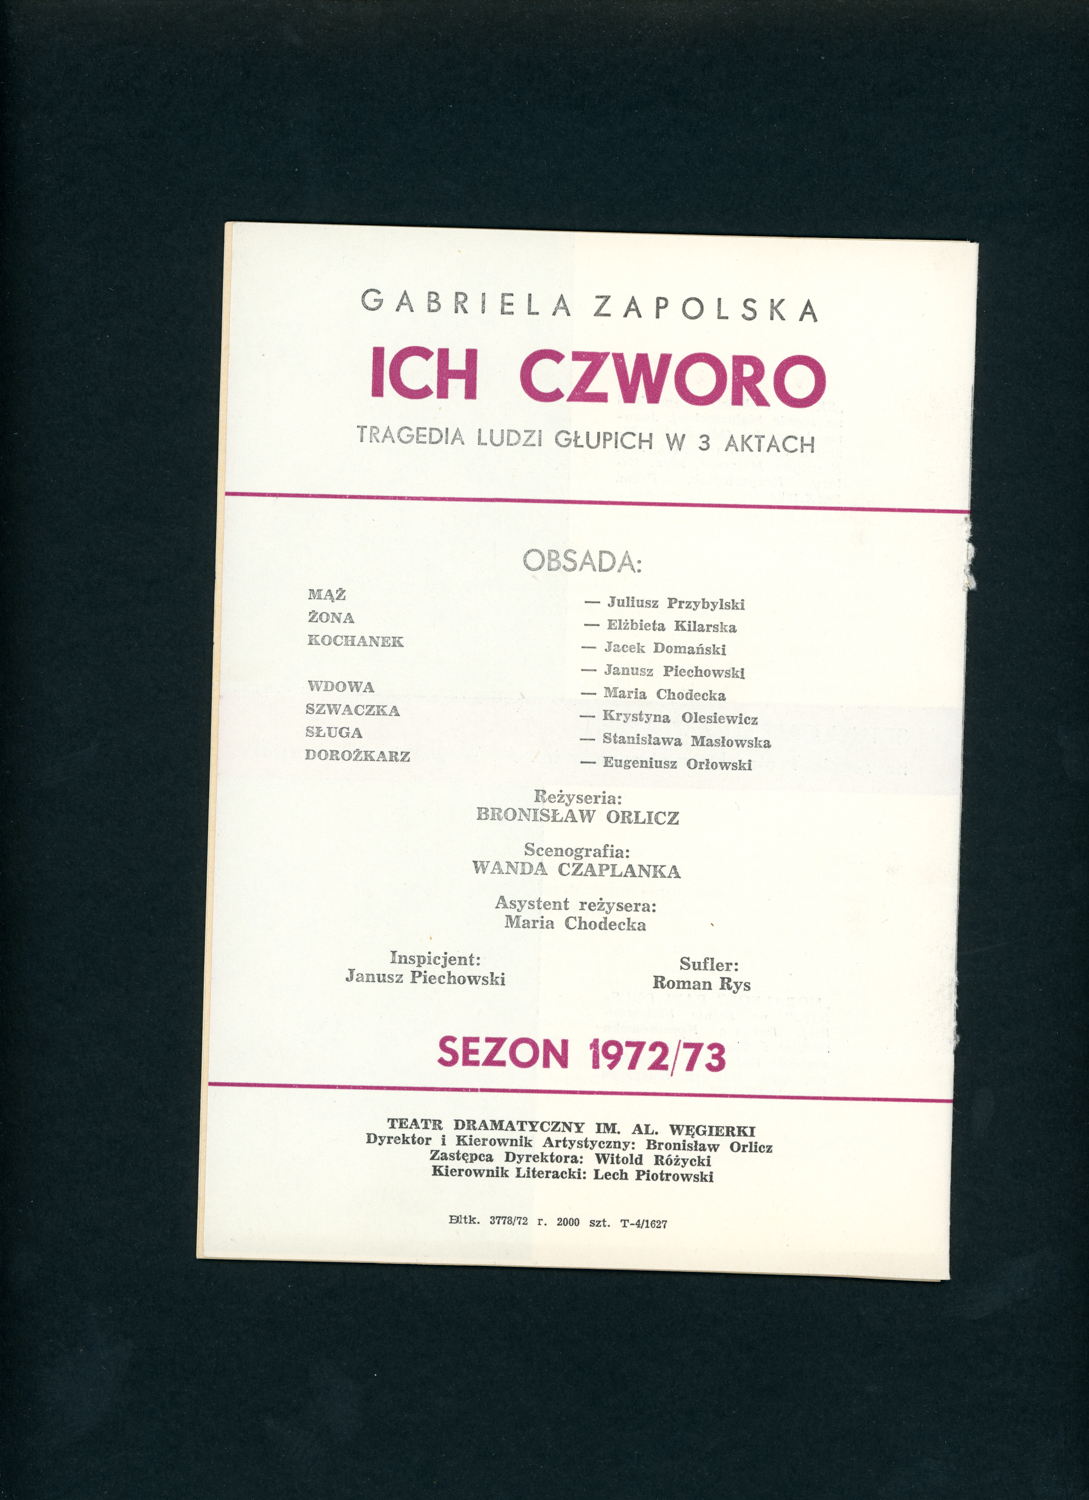 GABRIELA ZAPOLSKA
ICH CZWORO
TRAGEDIA LUDZI GŁUPICH W 3 AKTACH
OBSADA:
MĄŻ — Juliusz Przybylski
ŻONA — Elżbieta Kilarska
KOCHANEK — Jacek Domański
— Janusz Piechowski
WDOWA — Maria Chodecka
SZWACZKA — Krystyna Olesiewicz
SŁUGA — Stanisława Masłowska
DOROŻKARZ — Eugeniusz Orłowski
Reżyseria:
BRONISŁAW ORLICZ
Scenografia:
WANDA CZAPLANKA
Asystent reżysera:
Maria Chodecka
Inspicjent:
Janusz Piechowski
Sufler:
Roman Rys
SEZON 1972/73
TEATR DRAMATYCZNY IM. AL. WĘGIERKI
Dyrektor i Kierownik Artystyczny: Bronisław Orlicz
Zastępca Dyrektora: Witold Różycki
Kierownik Literacki: Lech Piotrowski
Bltk. 3778/72 r. 2000 szt. T-4/1627